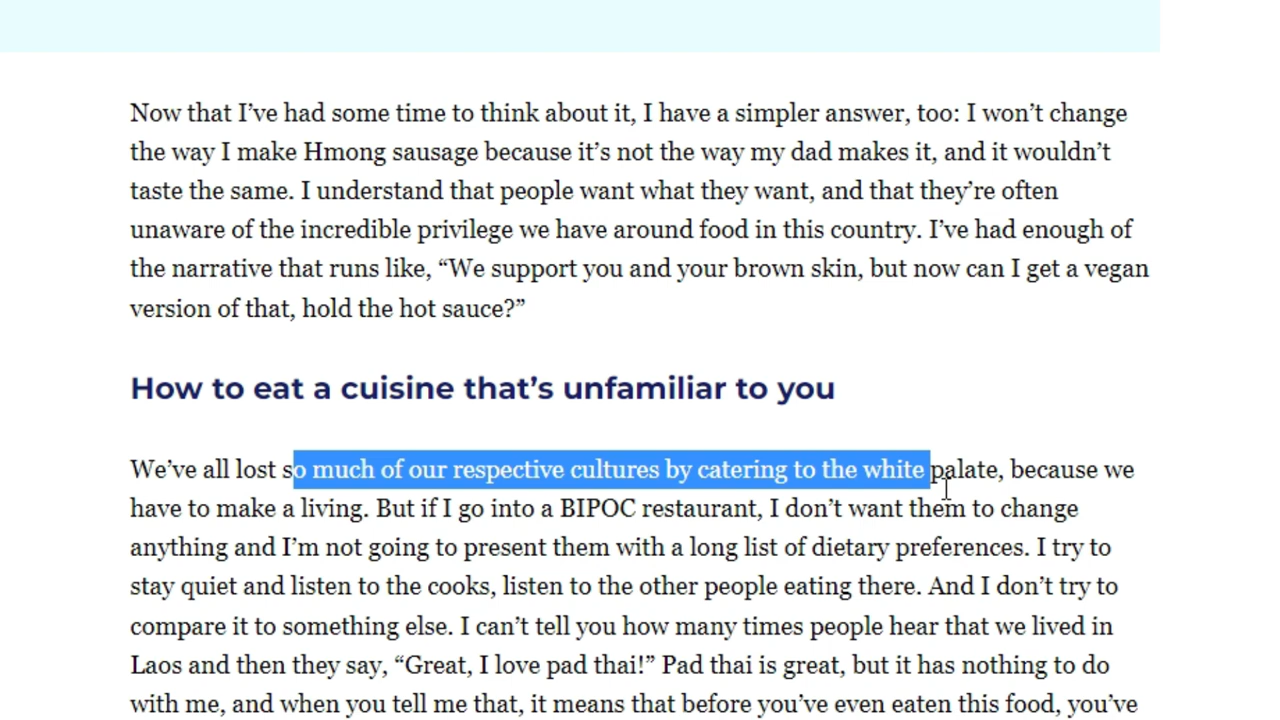 Now that I’ve had some time to think about it, I have a simpler answer, too: I won’t change
the way I make Hmong sausage because it’s not the way my dad makes it, and it wouldn’t
taste the same. I understand that people want what they want, and that they’re often
unaware of the incredible privilege we have around food in this country. I’ve had enough of
the narrative that runs like, “We support you and your brown skin, but now can I get a vegan
version of that, hold the hot sauce?”
How to eat a cuisine that’s unfamiliar to you
We’ve all lost so much of our respective cultures by catering to the white palate, because we
have to make a living. But if I go into a BIPOC restaurant, I don’t want them to change
anything and I’m not going to present them with a long list of dietary preferences. I try to
stay quiet and listen to the cooks, listen to the other people eating there. And I don’t try to
compare it to something else. I can’t tell you how many times people hear that we lived in
Laos and then they say, “Great, I love pad thai!” Pad thai is great, but it has nothing to do
with me, and when you tell me that, it means that before you’ve even eaten this food, you’ve